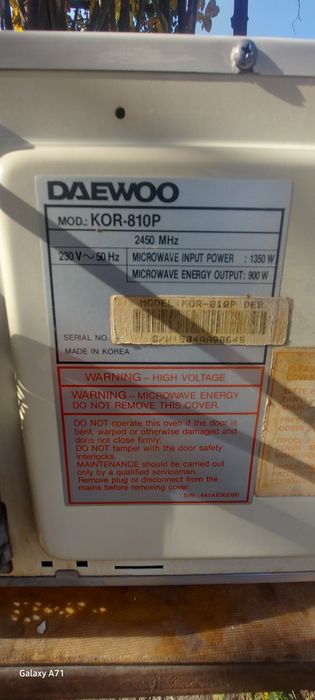 DAEWOO
MOD.: KOR-810P
2450 MHz
230 V ~ 50 Hz
MICROWAVE INPUT POWER : 1350 W
MICROWAVE ENERGY OUTPUT: 900 W
MODEL:KOR-810P DEB
SERIAL NO.
MADE IN KOREA
WARNING – HIGH VOLTAGE
WARNING – MICROWAVE ENERGY
DO NOT REMOVE THIS COVER.
DO NOT operate this oven if the door is
bent, warped or otherwise damaged and
dors not close firmly.
DO NOT tamper with the door safety
interlocks.
MAINTENANCE should be carried out
only by a qualified serviceman.
Remove plug or disconnect from the
mains before removing cover.
Galaxy A71